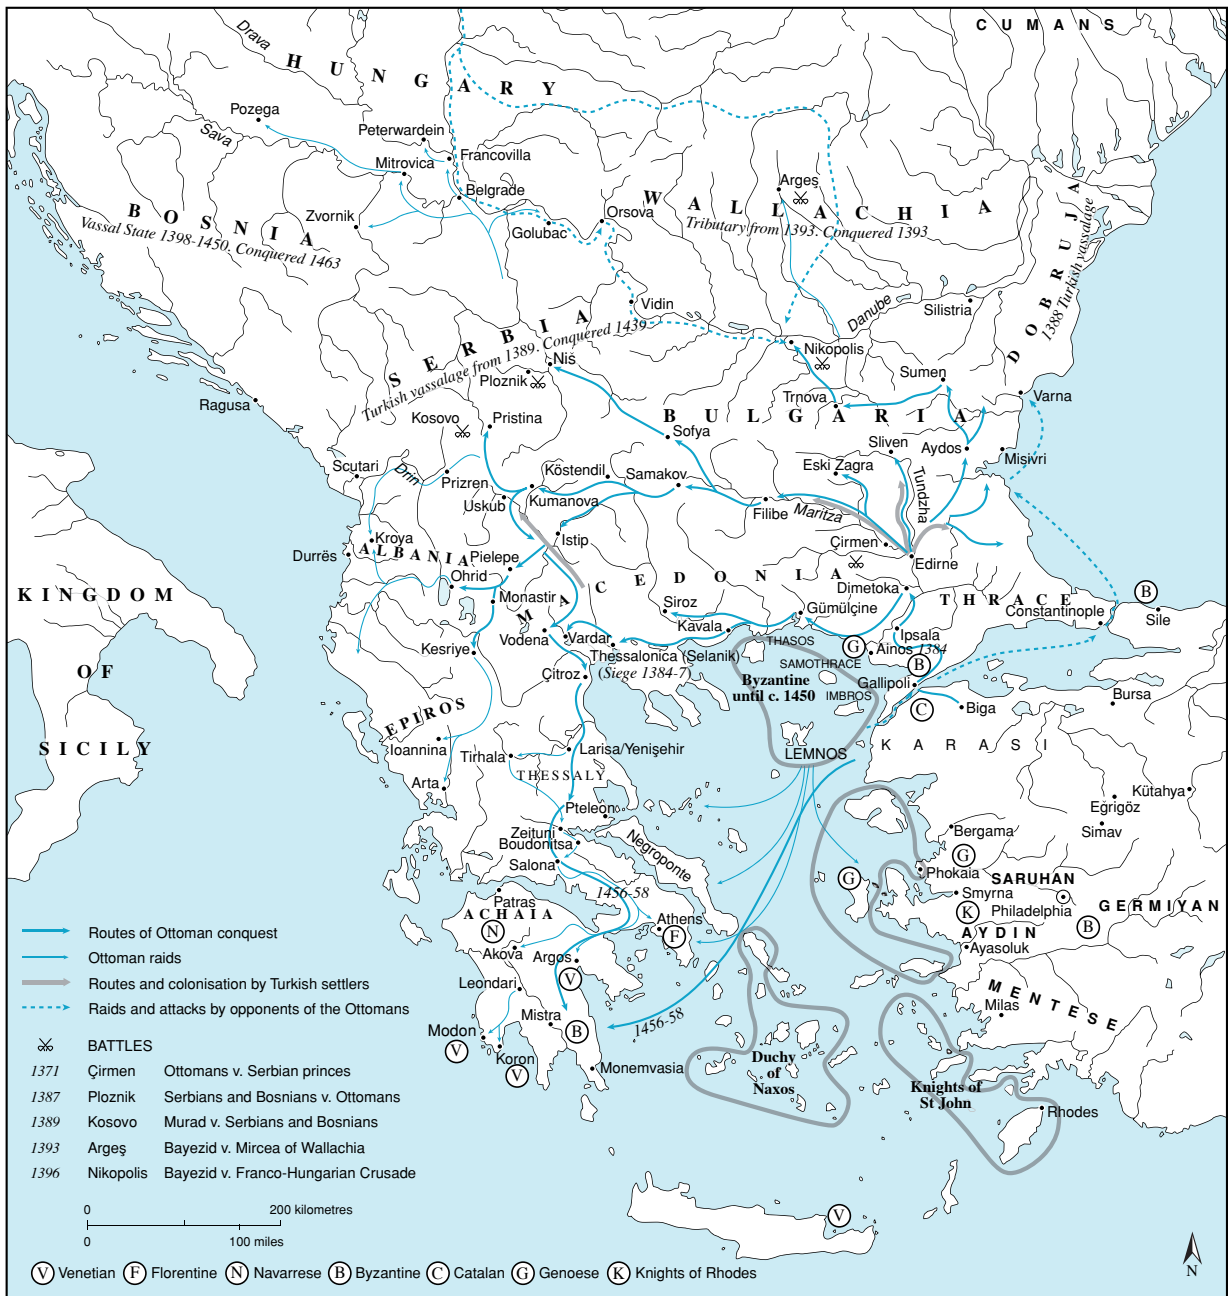 CUMANS
Drava
HUNGARY
Pozega
Sava
Peterwardein
Francovilla
Mitrovica
Belgrade
Argeş
WALLACHIA
Tributary from 1393. Conquered 1393
BOSNIA
Vassal State 1398-1450. Conquered 1463
Zvornik
Golubac
Orsova
DOBRUJA
1388 Turkish vassalage
Vidin
Danube
Silistria
SERBIA
Turkish vassalage from 1389. Conquered 1439
Nikopolis
Niš
Ploznik
Sumen
Ragusa
Trnova
Varna
Kosovo
Pristina
BULGARIA
Sofya
Sliven
Aydos
Misivri
Scutari
Drin
Prizren
Köstendil
Samakov
Eski Zagra
Tundzha
Uskub
Kumanova
Filibe
Maritza
Kroya
Istip
Çirmen
Durrës
ALBANIA
Pielepe
Edirne
Ohrid
MACEDONIA
Dimetoka
KINGDOM
OF
SICILY
Monastir
Siroz
Gümülçine
THRACE
Constantinople
B
Sile
Vodena
Vardar
Kavala
Ipsala
THASOS
G
Ainos
1384
Kesriye
Thessalonica (Selanik)
(Siege 1384-7)
SAMOTHRACE
B
Çitroz
Byzantine
until c. 1450
IMBROS
Gallipoli
C
Biga
Bursa
EPIROS
Ioannina
Tirhala
Larisa/Yenişehir
LEMNOS
KARASI
THESSALY
Arta
Kütahya
Eğrigöz
Simav
Pteleon
Zeituni
Boudonitsa
Negroponte
Bergama
G
Salona
Phokaia
G
SARUHAN
1456-58
Smyrna
K
Philadelphia
GERMIYAN
B
Patras
ACHAIA
N
Athens
F
AYDIN
Ayasoluk
Akova
Argos
V
Leondari
MENTESE
Milas
Mistra
B
1456-58
Modon
V
Koron
V
Monemvasia
Duchy
of
Naxos
Knights of
St John
Rhodes
V
Routes of Ottoman conquest
Ottoman raids
Routes and colonisation by Turkish settlers
Raids and attacks by opponents of the Ottomans
BATTLES
1371 Çirmen Ottomans v. Serbian princes
1387 Ploznik Serbians and Bosnians v. Ottomans
1389 Kosovo Murad v. Serbians and Bosnians
1393 Argeş Bayezid v. Mircea of Wallachia
1396 Nikopolis Bayezid v. Franco-Hungarian Crusade
0 200 kilometres
0 100 miles
N
V Venetian F Florentine N Navarrese B Byzantine C Catalan G Genoese K Knights of Rhodes